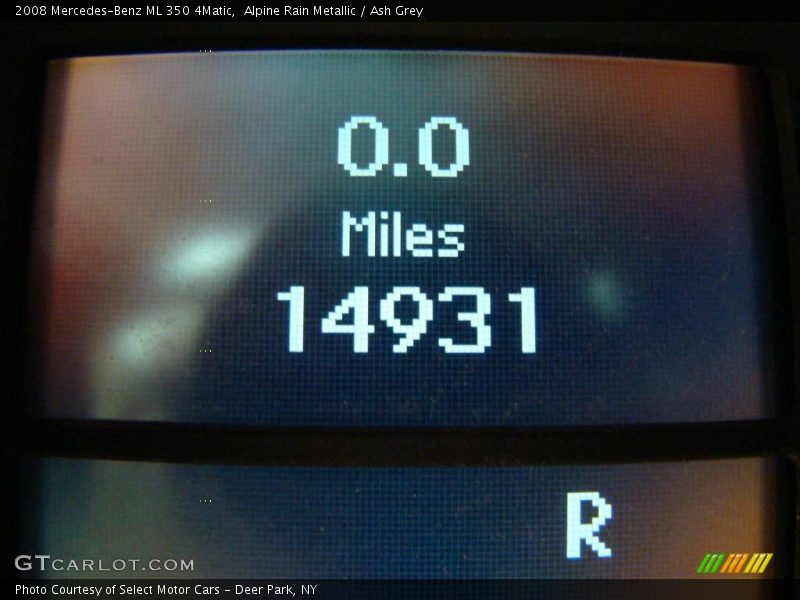 2008 Mercedes-Benz ML 350 4Matic,  Alpine Rain Metallic / Ash Grey
0.0
Miles
14931
R
GTCARLOT.COM
Photo Courtesy of Select Motor Cars - Deer Park, NY